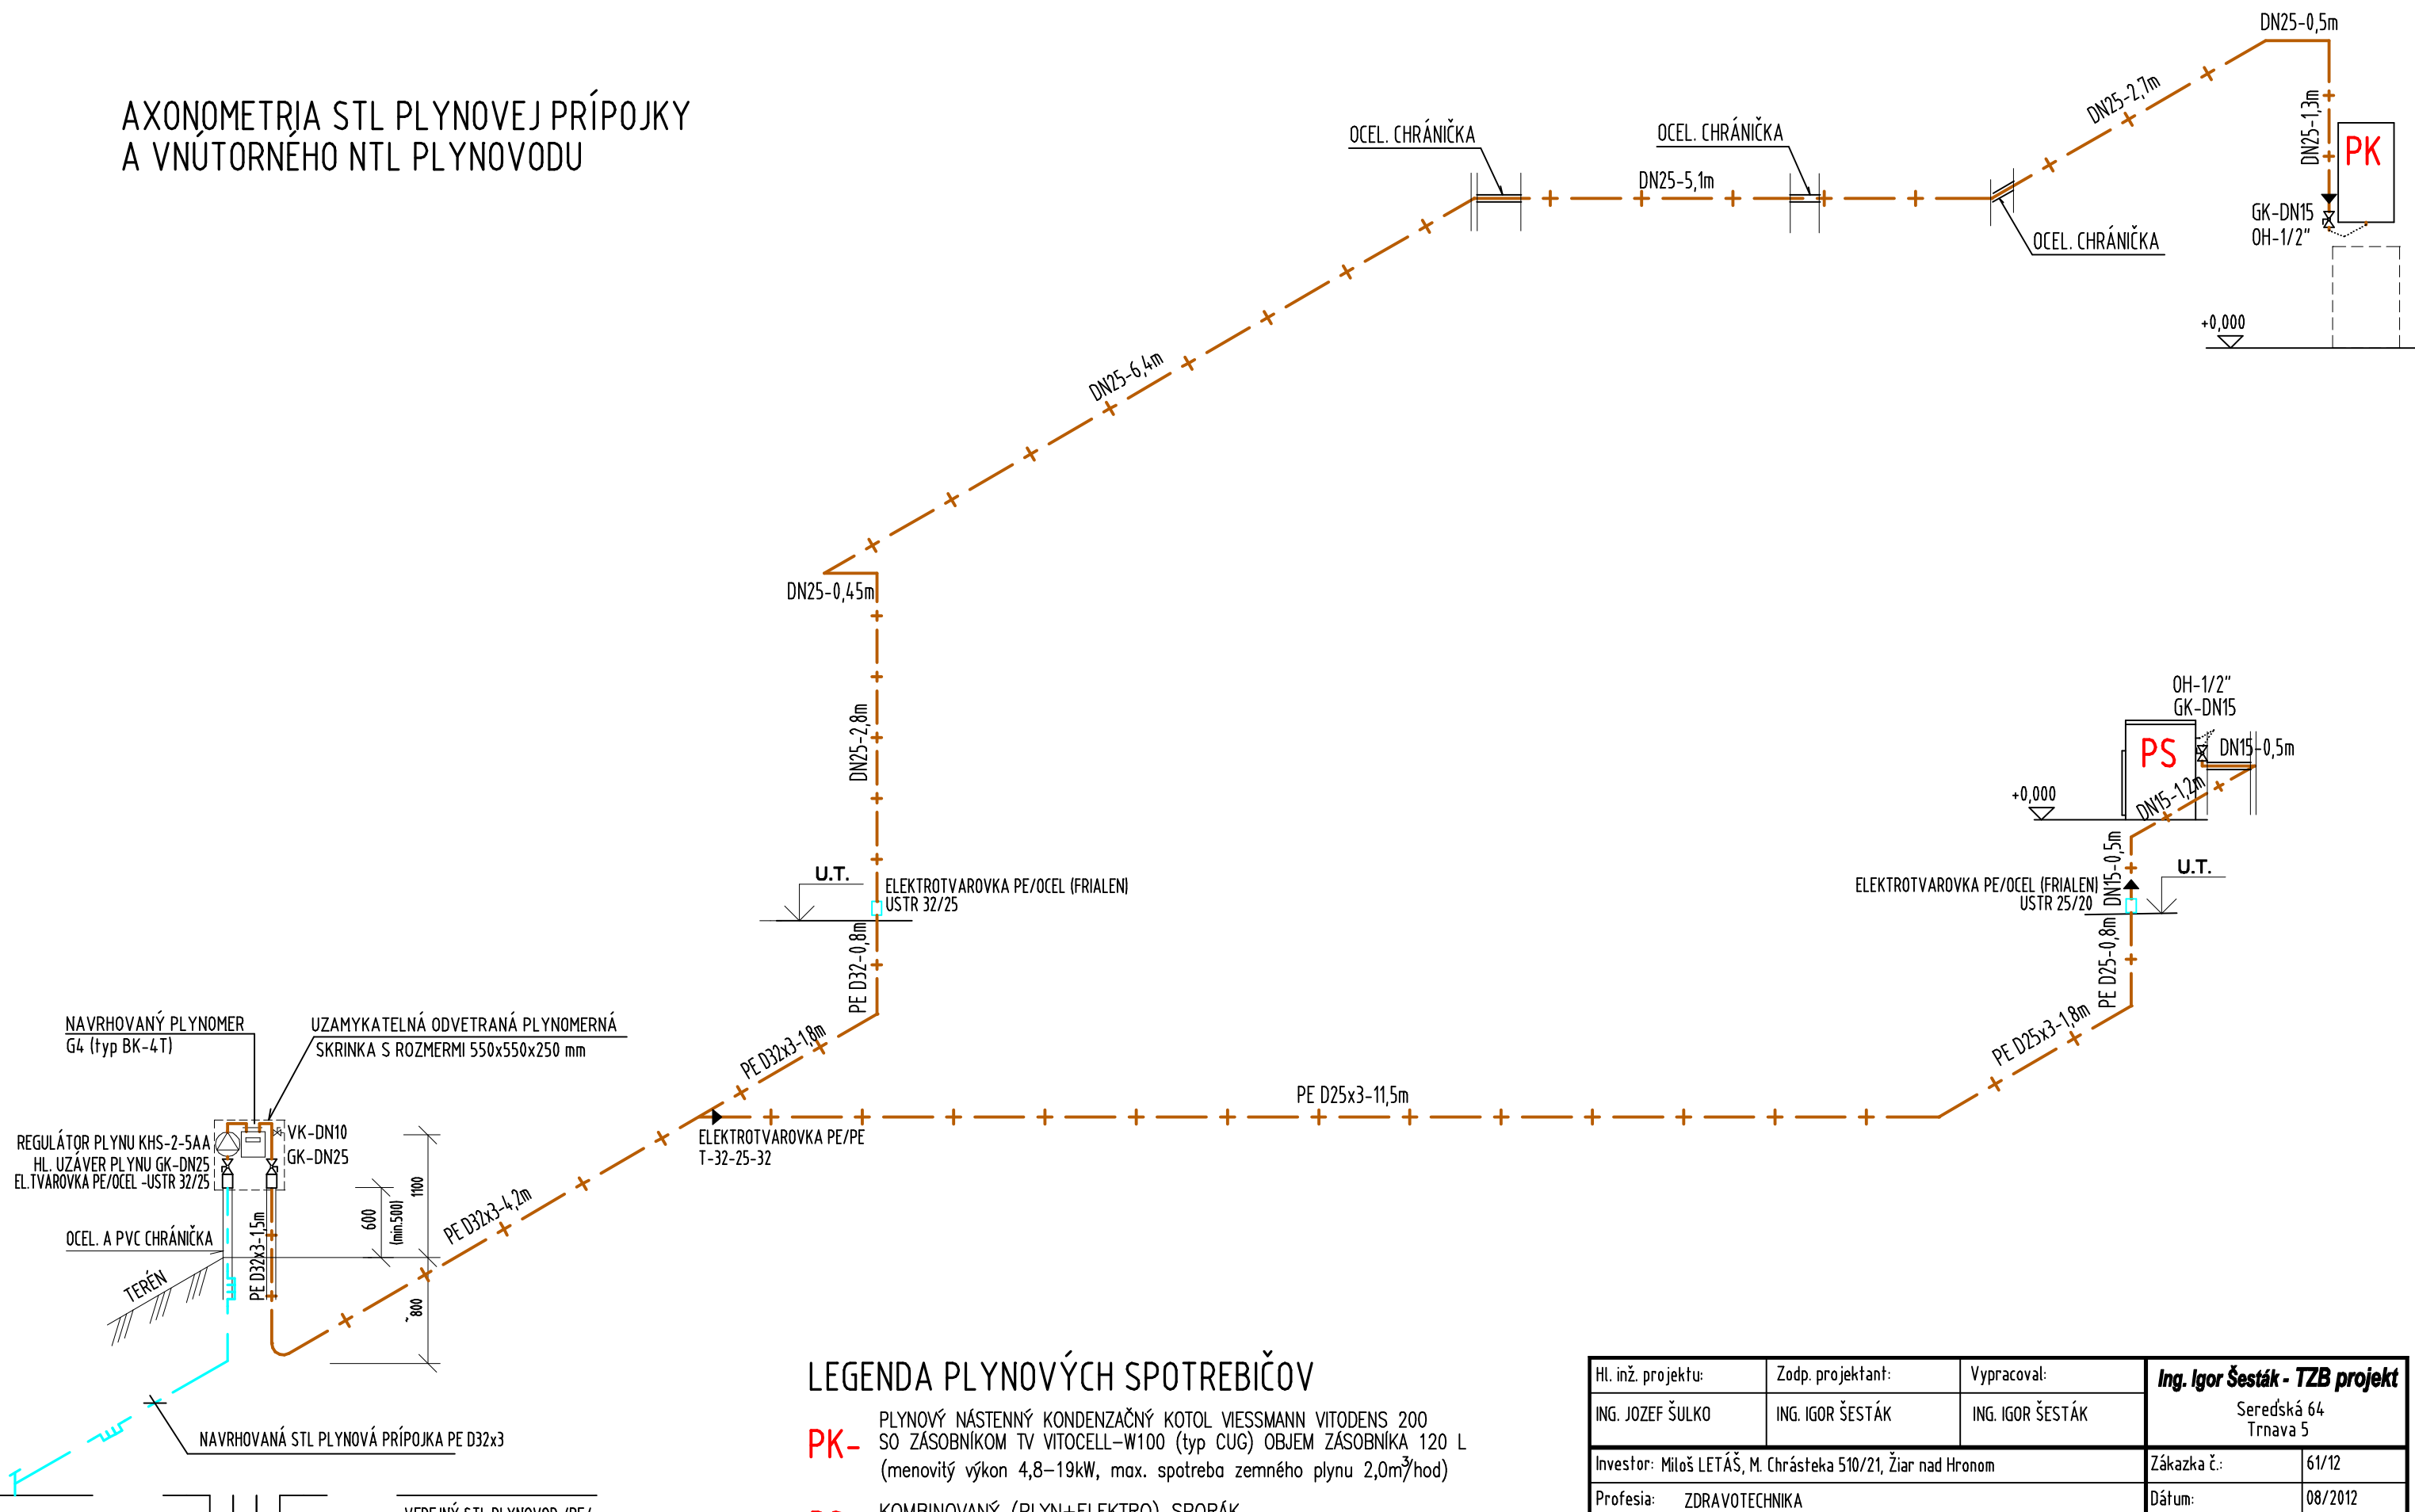 AXONOMETRIA STL PLYNOVEJ PRÍPOJKY
A VNÚTORNÉHO NTL PLYNOVODU
DN25-0,5m
DN25-2,7m
DN25-1,3m
PK
GK-DN15
OH-1/2"
+0,000
OCEL. CHRÁNIČKA
OCEL. CHRÁNIČKA
DN25-5,1m
OCEL. CHRÁNIČKA
DN25-6,4m
DN25-0,45m
DN25-2,8m
U.T.
ELEKTROTVAROVKA PE/OCEL (FRIALEN)
USTR 32/25
PE D32-0,8m
PE D32x3-1,8m
OH-1/2"
GK-DN15
PS
DN15-0,5m
DN15-1,2m
+0,000
DN15-0,5m
U.T.
ELEKTROTVAROVKA PE/OCEL (FRIALEN)
USTR 25/20
PE D25-0,8m
PE D25x3-1,8m
PE D25x3-11,5m
ELEKTROTVAROVKA PE/PE
T-32-25-32
PE D32x3-4,2m
NAVRHOVANÝ PLYNOMER
G4 (typ BK-4T)
UZAMYKATELNÁ ODVETRANÁ PLYNOMERNÁ
SKRINKA S ROZMERMI 550x550x250 mm
VK-DN10
GK-DN25
REGULÁTOR PLYNU KHS-2-5AA
HL. UZÁVER PLYNU GK-DN25
EL.TVAROVKA PE/OCEL -USTR 32/25
OCEL. A PVC CHRÁNIČKA
PE D32x3-1,5m
600
(min.500)
1100
800
TERÉN
NAVRHOVANÁ STL PLYNOVÁ PRÍPOJKA PE D32x3
LEGENDA PLYNOVÝCH SPOTREBIČOV
PK-
PLYNOVÝ NÁSTENNÝ KONDENZAČNÝ KOTOL VIESSMANN VITODENS 200
SO ZÁSOBNÍKOM TV VITOCELL-W100 (typ CUG) OBJEM ZÁSOBNÍKA 120 L
(menovitý výkon 4,8-19kW, max. spotreba zemného plynu 2,0m³/hod)
KOMBINOVANÝ (PLYN+ELEKTRO) SPORÁK
Hl. inž. projektu:
Zodp. projektant:
Vypracoval:
ING. JOZEF ŠULKO
ING. IGOR ŠESTÁK
ING. IGOR ŠESTÁK
Ing. Igor Šesták - TZB projekt
Sereďská 64
Trnava 5
Investor: Miloš LETÁŠ, M. Chrásteka 510/21, Žiar nad Hronom
Zákazka č.: 61/12
Profesia: ZDRAVOTECHNIKA
Dátum: 08/2012